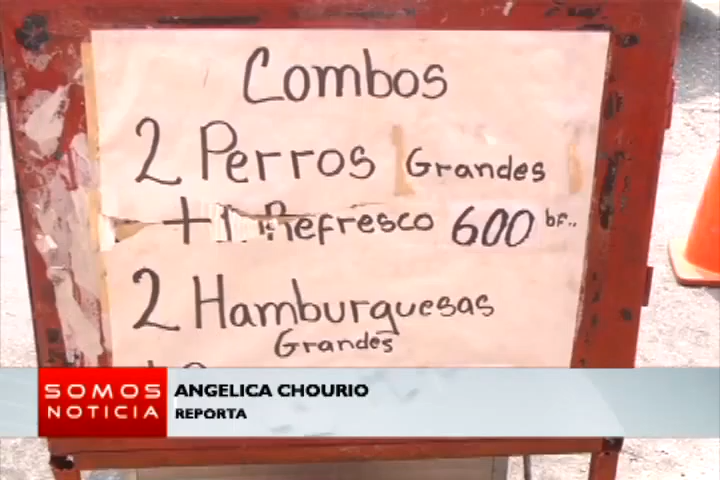 Combos
2 Perros Grandes
+ 1 Refresco 600 bf..
2 Hamburguesas
Grandes
SOMOS NOTICIA
ANGELICA CHOURIO
REPORTA